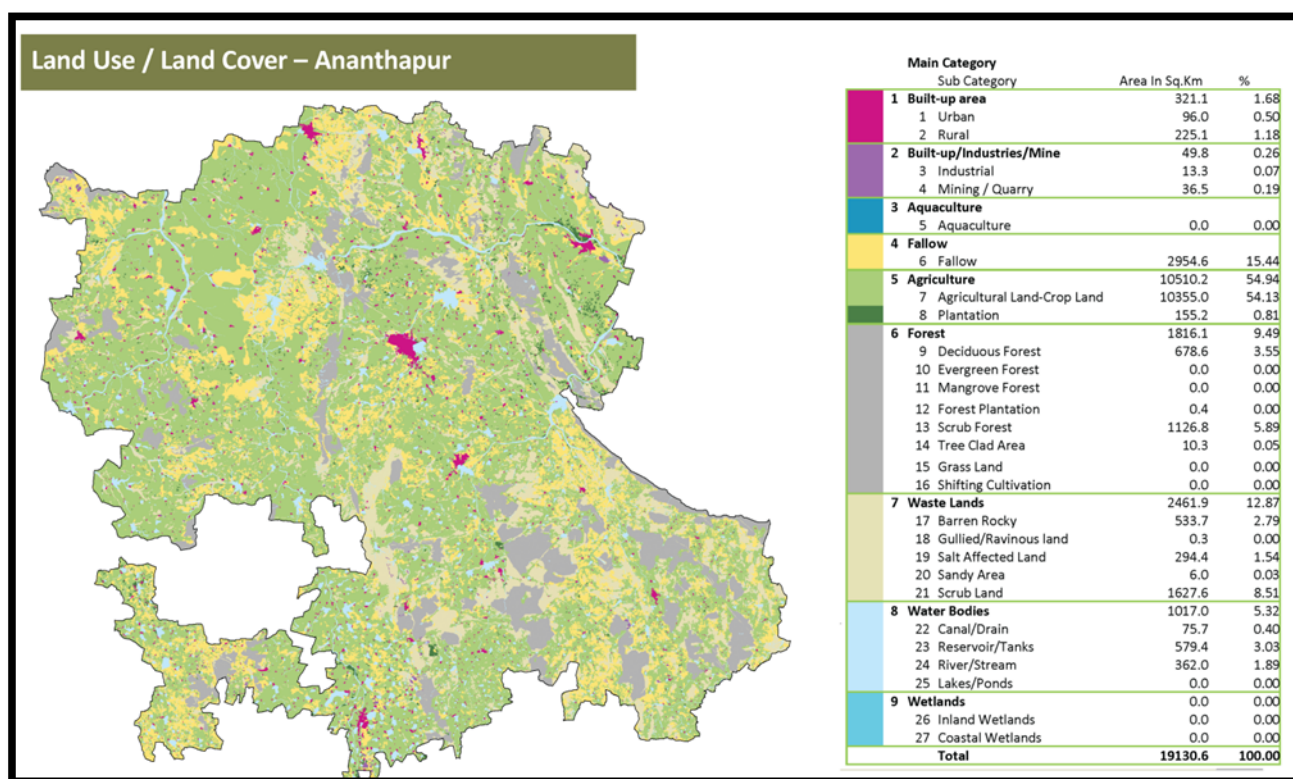 Land Use / Land Cover – Ananthapur
Main Category
Sub Category Area In Sq.Km %
1 Built-up area 321.1 1.68
1 Urban 96.0 0.50
2 Rural 225.1 1.18
2 Built-up/Industries/Mine 49.8 0.26
3 Industrial 13.3 0.07
4 Mining / Quarry 36.5 0.19
3 Aquaculture
5 Aquaculture 0.0 0.00
4 Fallow
6 Fallow 2954.6 15.44
5 Agriculture 10510.2 54.94
7 Agricultural Land-Crop Land 10355.0 54.13
8 Plantation 155.2 0.81
6 Forest 1816.1 9.49
9 Deciduous Forest 678.6 3.55
10 Evergreen Forest 0.0 0.00
11 Mangrove Forest 0.0 0.00
12 Forest Plantation 0.4 0.00
13 Scrub Forest 1126.8 5.89
14 Tree Clad Area 10.3 0.05
15 Grass Land 0.0 0.00
16 Shifting Cultivation 0.0 0.00
7 Waste Lands 2461.9 12.87
17 Barren Rocky 533.7 2.79
18 Gullied/Ravinous land 0.3 0.00
19 Salt Affected Land 294.4 1.54
20 Sandy Area 6.0 0.03
21 Scrub Land 1627.6 8.51
8 Water Bodies 1017.0 5.32
22 Canal/Drain 75.7 0.40
23 Reservoir/Tanks 579.4 3.03
24 River/Stream 362.0 1.89
25 Lakes/Ponds 0.0 0.00
9 Wetlands 0.0 0.00
26 Inland Wetlands 0.0 0.00
27 Coastal Wetlands 0.0 0.00
Total 19130.6 100.00